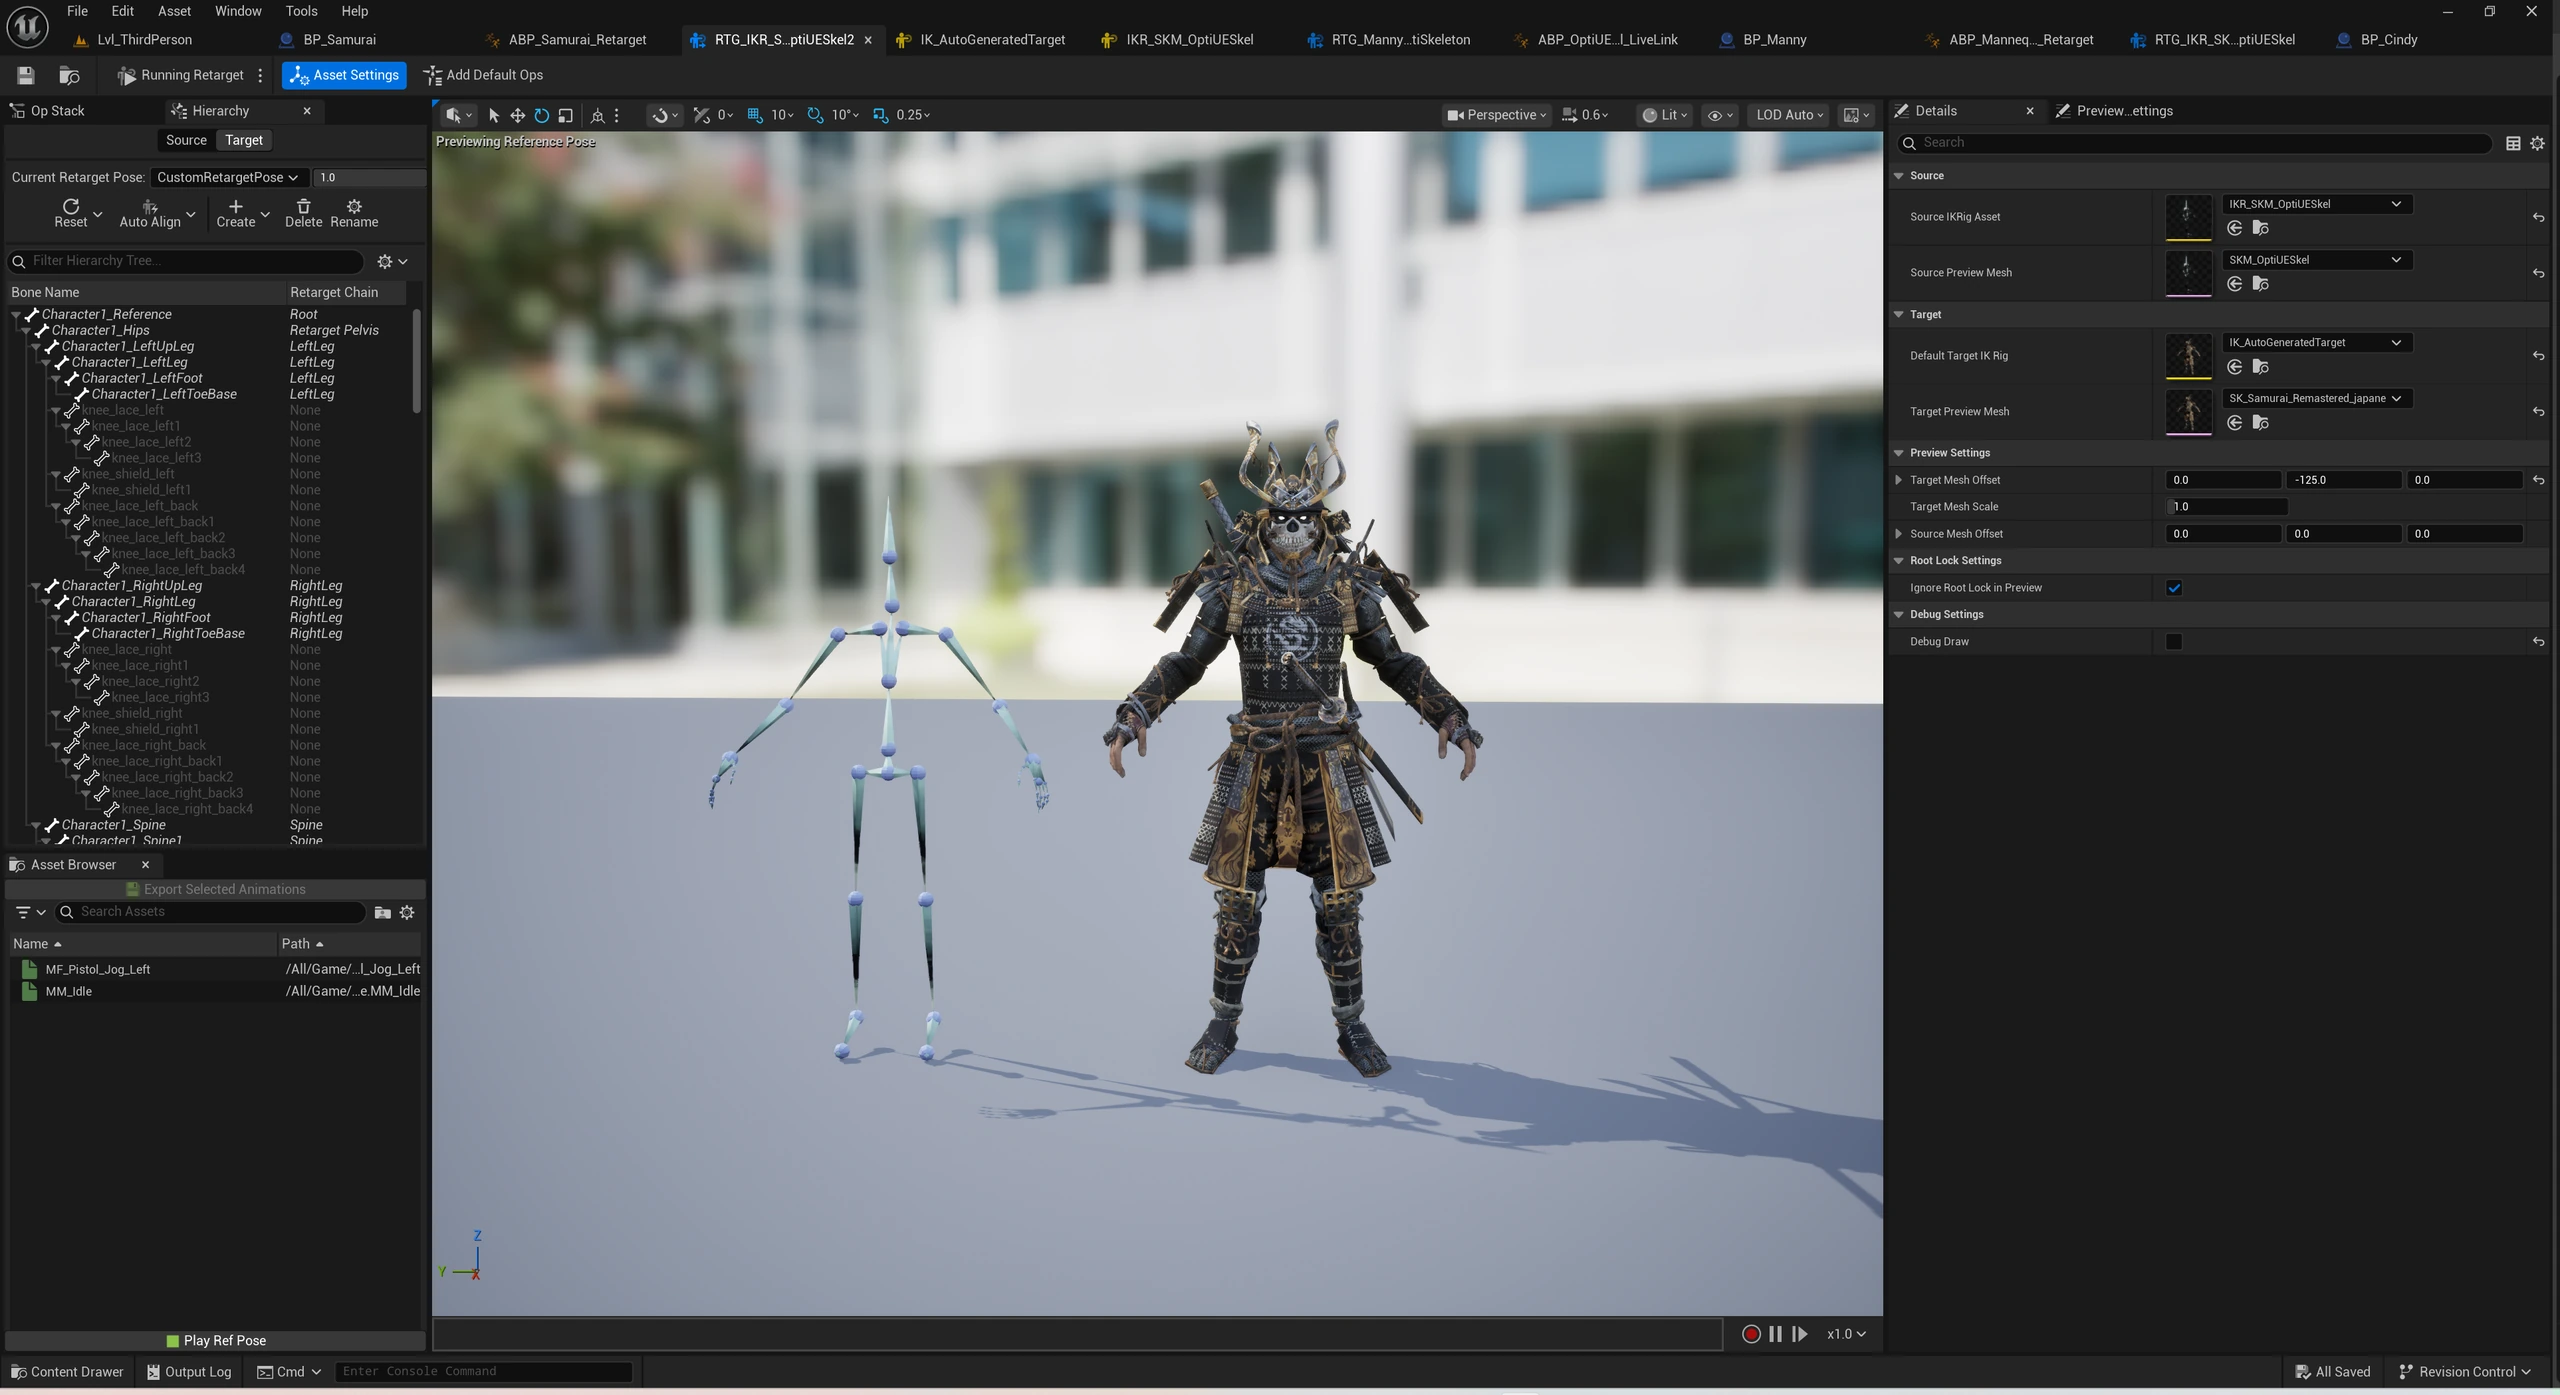 File Edit Asset Window Tools Help
Lvl_ThirdPerson BP_Samurai ABP_Samurai_Retarget RTG_IKR_S...ptiUESkel2 IK_AutoGeneratedTarget IKR_SKM_OptiUESkel RTG_Manny...tiSkeleton ABP_OptiUE...l_LiveLink BP_Manny ABP_Manneq..._Retarget RTG_IKR_SK...ptiUESkel BP_Cindy
Running Retarget Asset Settings Add Default Ops
Op Stack Hierarchy
Source Target
Current Retarget Pose: CustomRetargetPose 1.0
Reset Auto Align Create Delete Rename
Filter Hierarchy Tree...
Bone Name Retarget Chain
Character1_Reference Root
Character1_Hips Retarget Pelvis
Character1_LeftUpLeg LeftLeg
Character1_LeftLeg LeftLeg
Character1_LeftFoot LeftLeg
Character1_LeftToeBase LeftLeg
knee_lace_left None
knee_lace_left1 None
knee_lace_left2 None
knee_lace_left3 None
knee_shield_left None
knee_shield_left1 None
knee_lace_left_back None
knee_lace_left_back1 None
knee_lace_left_back2 None
knee_lace_left_back3 None
knee_lace_left_back4 None
Character1_RightUpLeg RightLeg
Character1_RightLeg RightLeg
Character1_RightFoot RightLeg
Character1_RightToeBase RightLeg
knee_lace_right None
knee_lace_right1 None
knee_lace_right2 None
knee_lace_right3 None
knee_shield_right None
knee_shield_right1 None
knee_lace_right_back None
knee_lace_right_back1 None
knee_lace_right_back2 None
knee_lace_right_back3 None
knee_lace_right_back4 None
Character1_Spine Spine
Character1_Spine1 Spine
Asset Browser
Export Selected Animations
Search Assets
Name Path
MF_Pistol_Jog_Left /All/Game/...l_Jog_Left
MM_Idle /All/Game/...e.MM_Idle
Play Ref Pose
0 10 10° 0.25 Perspective 0.6 Lit LOD Auto
Previewing Reference Pose
Z
Y X
x1.0
Details Preview...ettings
Search
Source
Source IKRig Asset IKR_SKM_OptiUESkel
Source Preview Mesh SKM_OptiUESkel
Target
Default Target IK Rig IK_AutoGeneratedTarget
Target Preview Mesh SK_Samurai_Remastered_japane
Preview Settings
Target Mesh Offset 0.0 -125.0 0.0
Target Mesh Scale 1.0
Source Mesh Offset 0.0 0.0 0.0
Root Lock Settings
Ignore Root Lock in Preview
Debug Settings
Debug Draw
Content Drawer Output Log Cmd Enter Console Command All Saved Revision Control